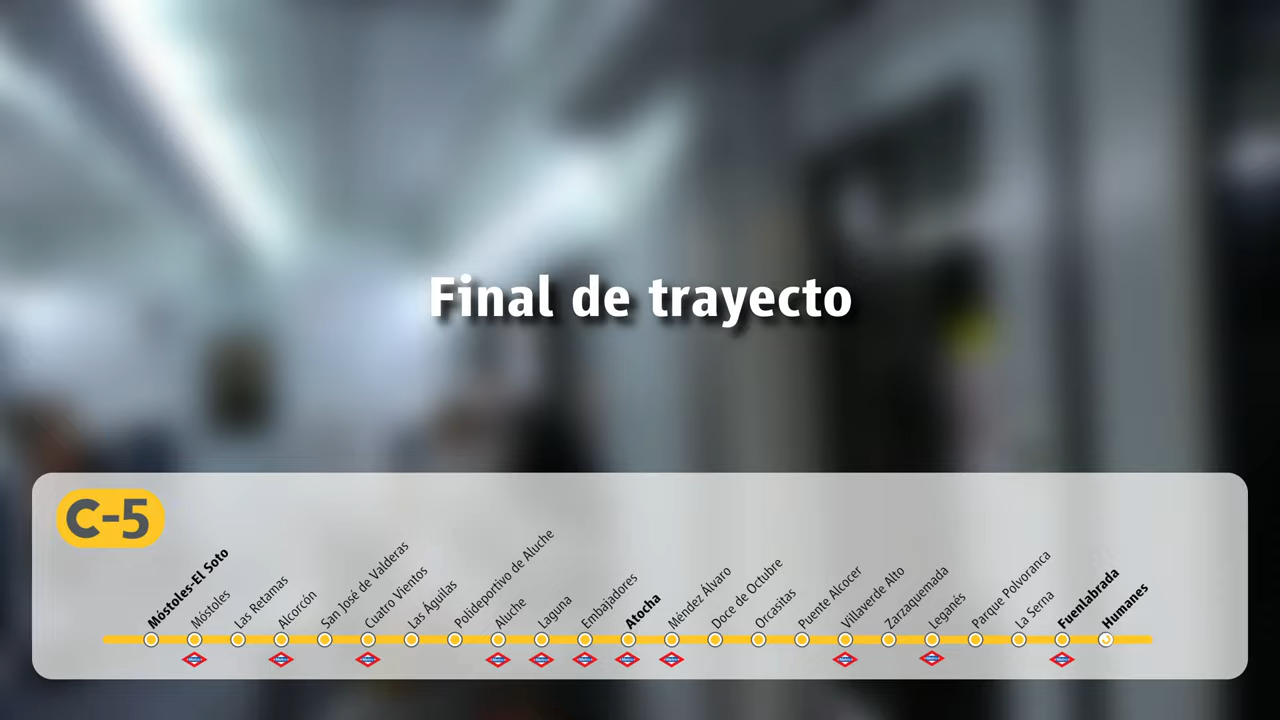 Final de trayecto
C-5
Móstoles-El Soto
Móstoles
Las Retamas
Alcorcón
San José de Valderas
Cuatro Vientos
Las Águilas
Polideportivo de Aluche
Aluche
Laguna
Embajadores
Atocha
Méndez Álvaro
Doce de Octubre
Orcasitas
Puente Alcocer
Villaverde Alto
Zarzaquemada
Leganés
Parque Polvoranca
La Serna
Fuenlabrada
Humanes